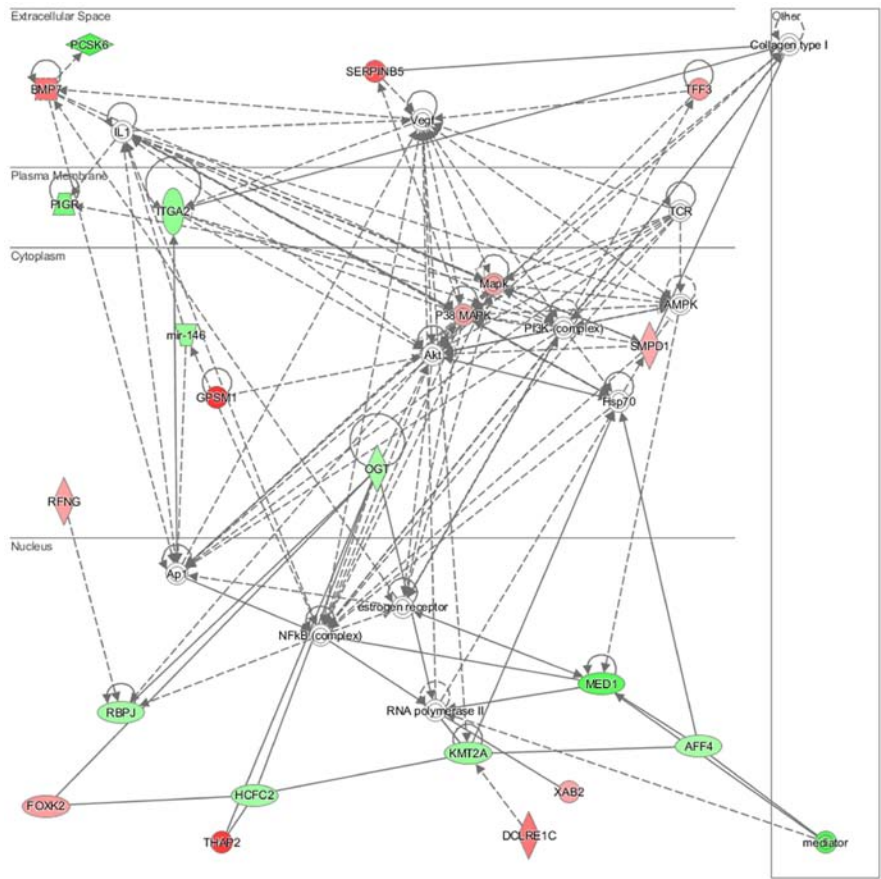 Extracellular Space
Other
PCSK6
Collagen type I
SERPINB5
BMP7
TFF3
Vegf
IL1
Plasma Membrane
PIGR
ITGA2
TCR
Cytoplasm
Mapk
AMPK
P38 MAPK
PI3K (complex)
mir-146
SMPD1
Akt
GPSM1
Hsp70
OGT
RFNG
Nucleus
Ap1
estrogen receptor
NFkB (complex)
MED1
RBPJ
RNA polymerase II
AFF4
KMT2A
XAB2
HCFC2
FOXK2
DCLRE1C
THAP2
mediator